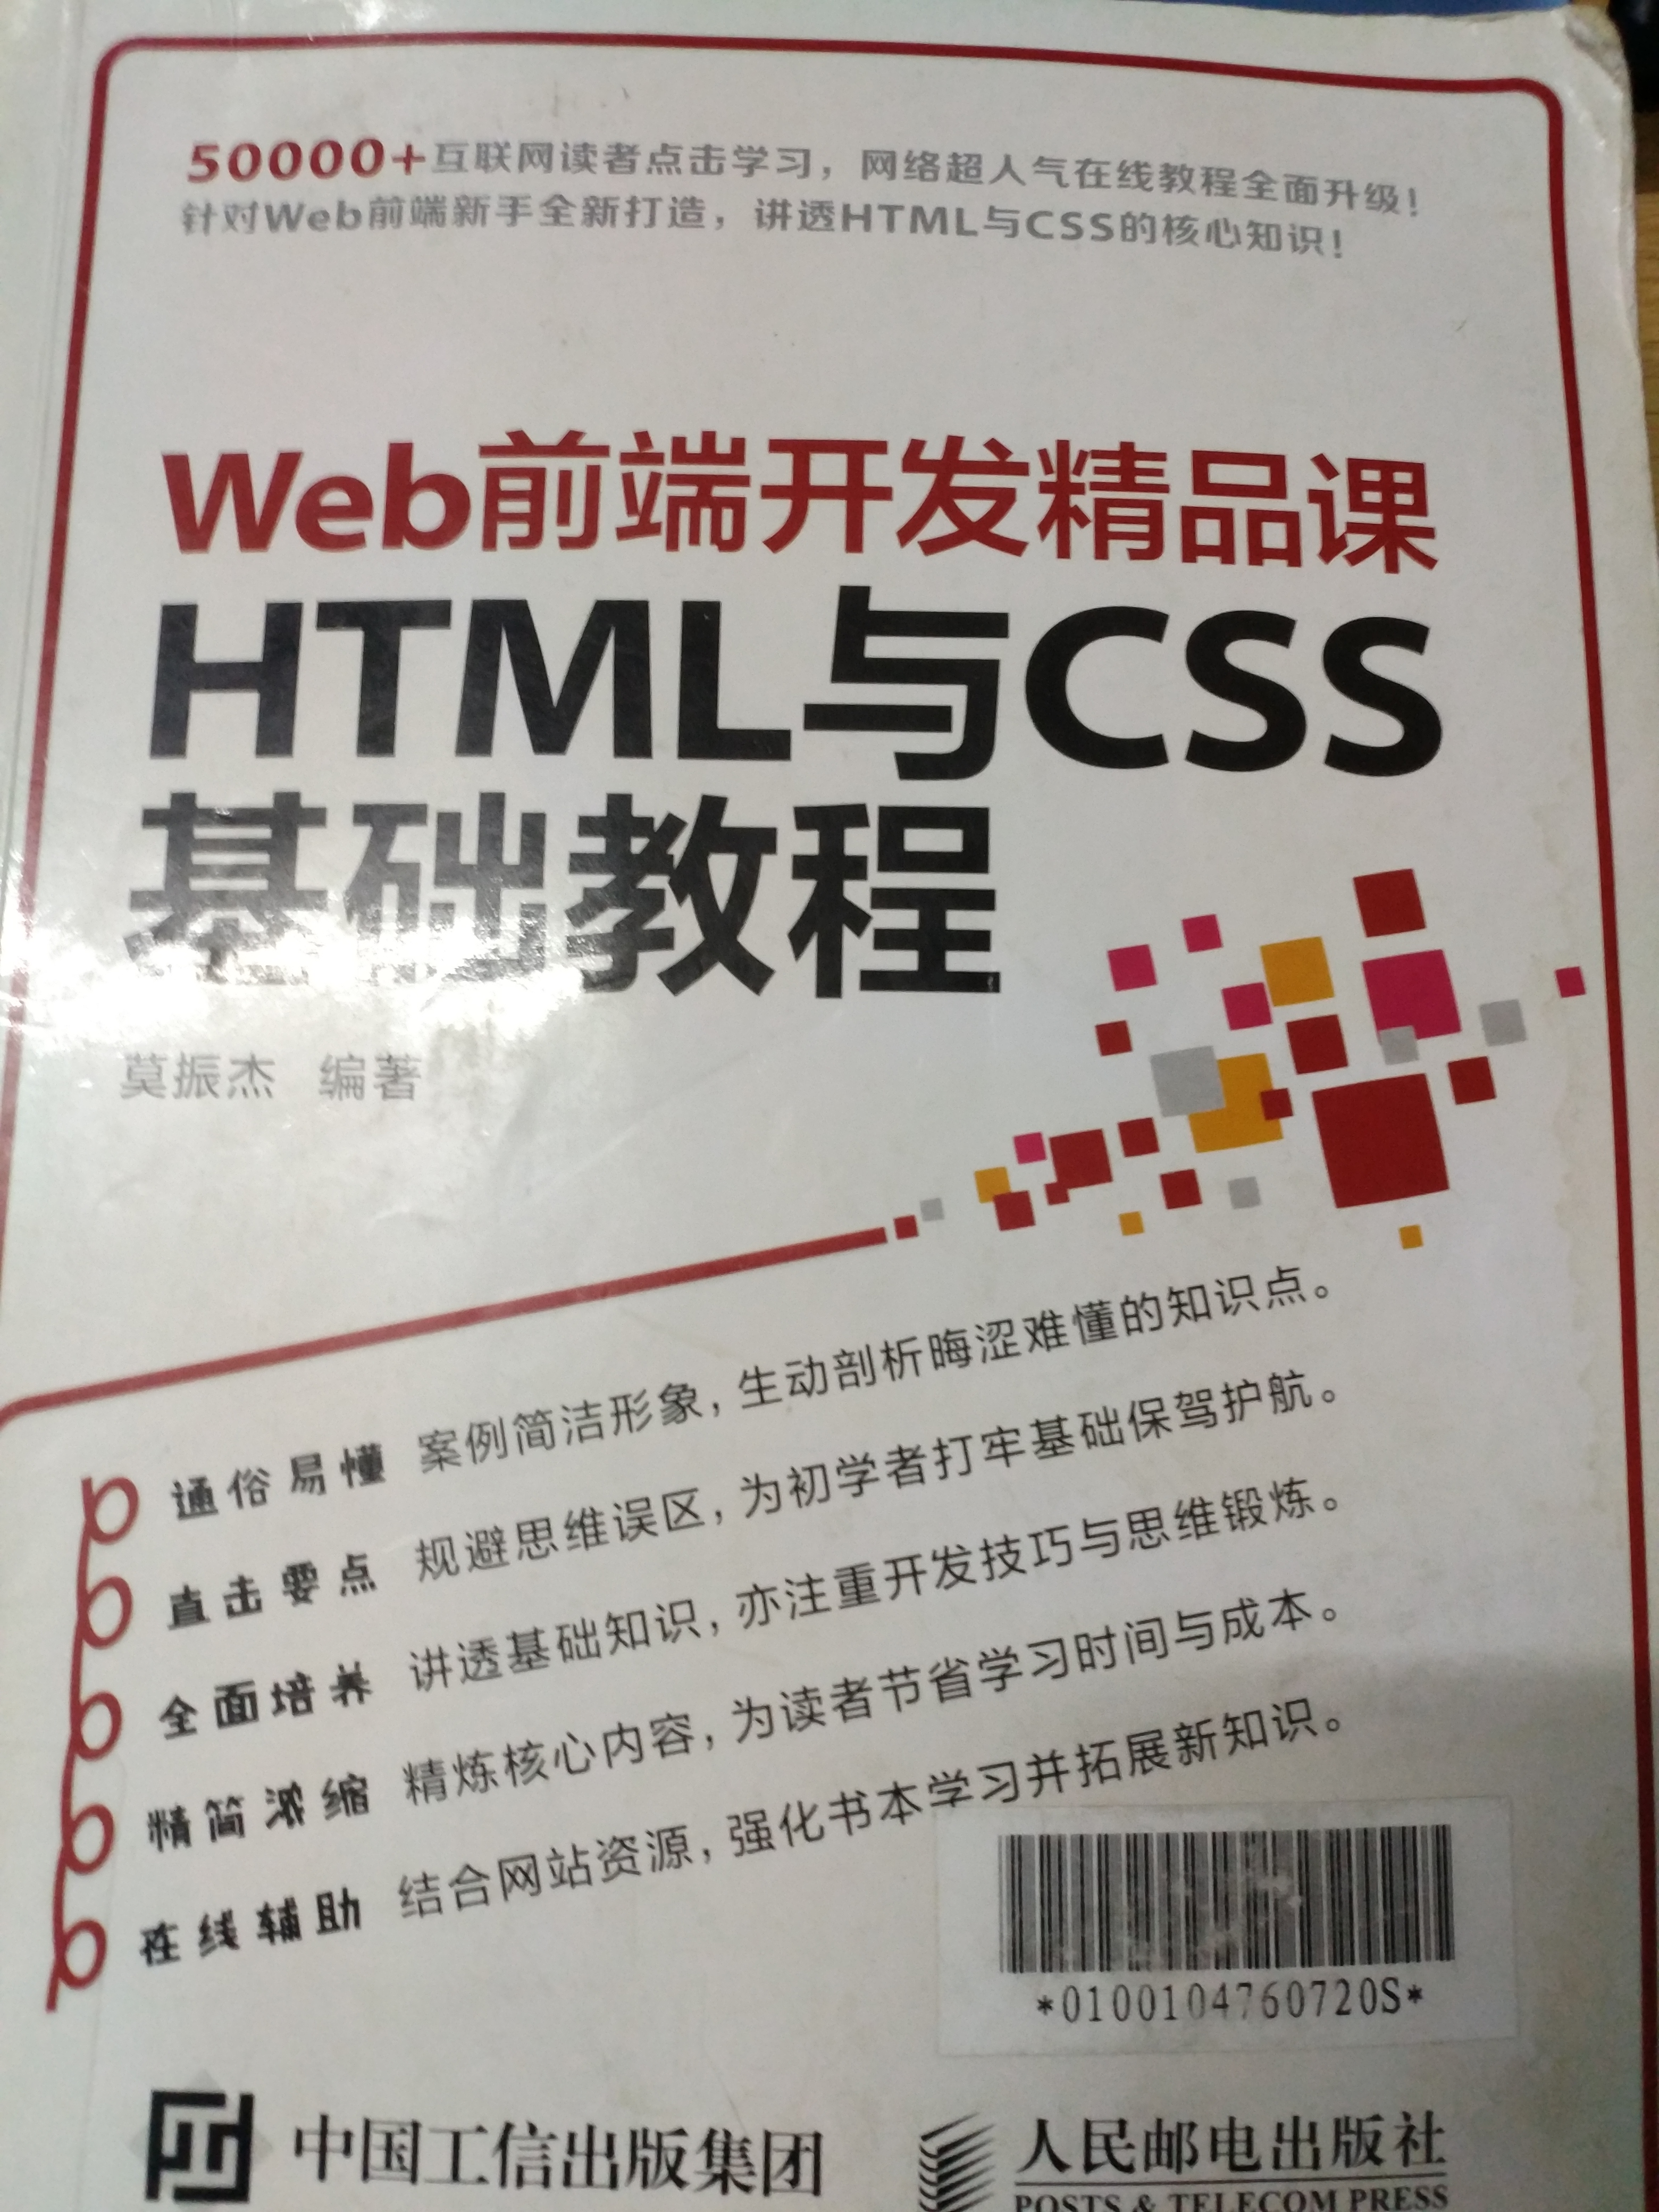 50000+互联网读者点击学习，网络超人气在线教程全面升级！
针对Web前端新手全新打造，讲透HTML与CSS的核心知识！
Web前端开发精品课
HTML与CSS
基础教程
莫振杰 编著
通俗易懂 案例简洁形象，生动剖析晦涩难懂的知识点。
直击要点 规避思维误区，为初学者打牢基础保驾护航。
全面培养 讲透基础知识，亦注重开发技巧与思维锻炼。
精简浓缩 精炼核心内容，为读者节省学习时间与成本。
在线辅助 结合网站资源，强化书本学习并拓展新知识。
*0100104760720S*
中国工信出版集团
人民邮电出版社
POSTS & TELECOM PRESS